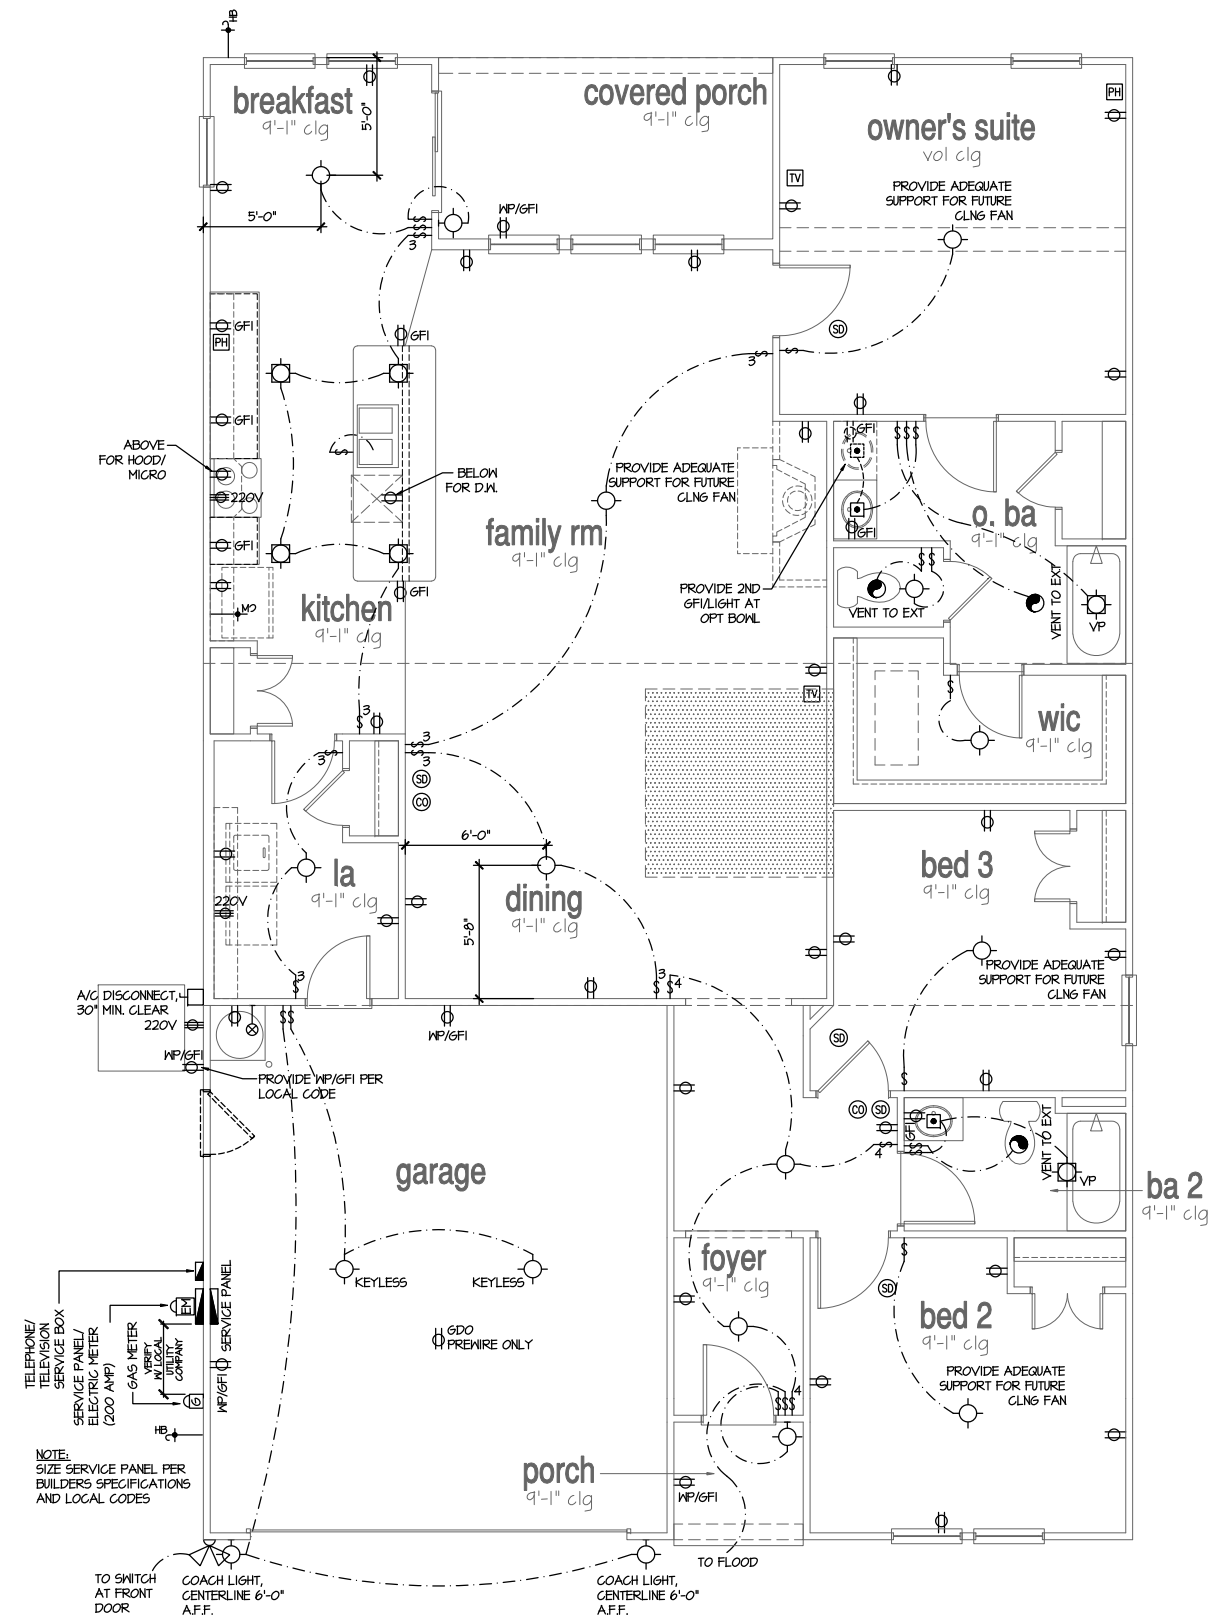 HB
breakfast
9'-1" clg
5'-0"
5'-0"
covered porch
9'-1" clg
WP/GFI
owner's suite
vol clg
PH
TV
PROVIDE ADEQUATE
SUPPORT FOR FUTURE
CLNG FAN
3
SD
3
GFI
PH
GFI
GFI
ABOVE
FOR HOOD/
MICRO
220V
BELOW
FOR D.W.
GFI
GFI
kitchen
9'-1" clg
3
family rm
9'-1" clg
PROVIDE ADEQUATE
SUPPORT FOR FUTURE
CLNG FAN
GFI
GFI
PROVIDE 2ND
GFI/LIGHT AT
OPT BOWL
o. ba
9'-1" clg
VENT TO EXT
VENT TO EXT
VP
TV
wic
9'-1" clg
3
3
3
SD
CO
6'-0"
la
9'-1" clg
220V
3
dining
9'-1" clg
5'-8"
3
4
bed 3
9'-1" clg
PROVIDE ADEQUATE
SUPPORT FOR FUTURE
CLNG FAN
A/C DISCONNECT,
30" MIN. CLEAR
220V
WP/GFI
WP/GFI
PROVIDE WP/GFI PER
LOCAL CODE
SD
CO
SD
GFI
4
VENT TO EXT
VP
ba 2
9'-1" clg
garage
KEYLESS
KEYLESS
GDO
PREWIRE ONLY
foyer
9'-1" clg
4
SD
bed 2
9'-1" clg
PROVIDE ADEQUATE
SUPPORT FOR FUTURE
CLNG FAN
TELEPHONE/
TELEVISION
SERVICE BOX
SERVICE PANEL/
ELECTRIC METER
(200 AMP)
GAS METER
VERIFY
W/ LOCAL
UTILITY
COMPANY
EM
G
SERVICE PANEL
WP/GFI
HB
NOTE:
SIZE SERVICE PANEL PER
BUILDERS SPECIFICATIONS
AND LOCAL CODES
porch
9'-1" clg
WP/GFI
TO FLOOD
TO SWITCH
AT FRONT
DOOR
COACH LIGHT,
CENTERLINE 6'-0"
A.F.F.
COACH LIGHT,
CENTERLINE 6'-0"
A.F.F.